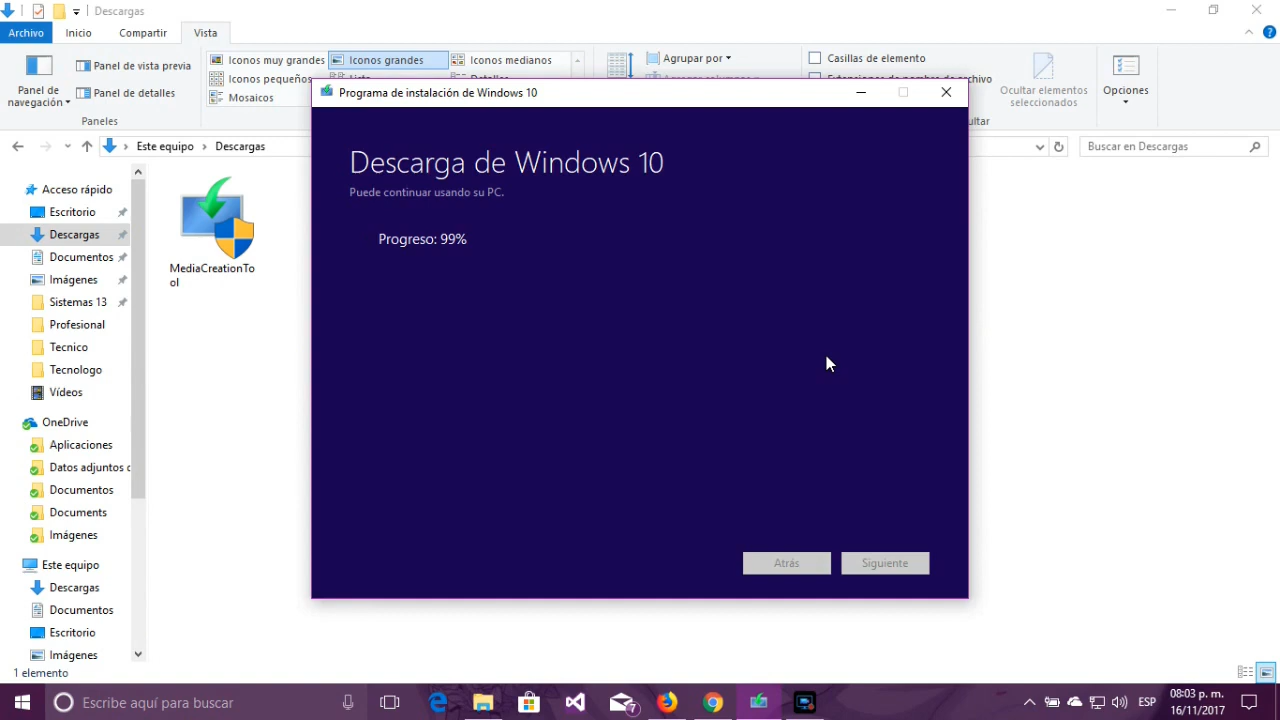 Descargas
Archivo
Inicio
Compartir
Vista
Panel de
navegación
Panel de vista previa
Panel de detalles
Paneles
Iconos muy grandes
Iconos grandes
Iconos medianos
Iconos pequeños
Mosaicos
Agrupar por
Casillas de elemento
Ocultar elementos
seleccionados
Opciones
Programa de instalación de Windows 10
Este equipo
Descargas
Buscar en Descargas
Acceso rápido
Escritorio
Descargas
Documentos
Imágenes
Sistemas 13
Profesional
Tecnico
Tecnologo
Vídeos
OneDrive
Aplicaciones
Datos adjuntos d
Documentos
Documents
Imágenes
Este equipo
Descargas
Documentos
Escritorio
Imágenes
1 elemento
MediaCreationTo
ol
Descarga de Windows 10
Puede continuar usando su PC.
Progreso: 99%
Atrás
Siguiente
Escribe aquí para buscar
7
ESP
08:03 p. m.
16/11/2017